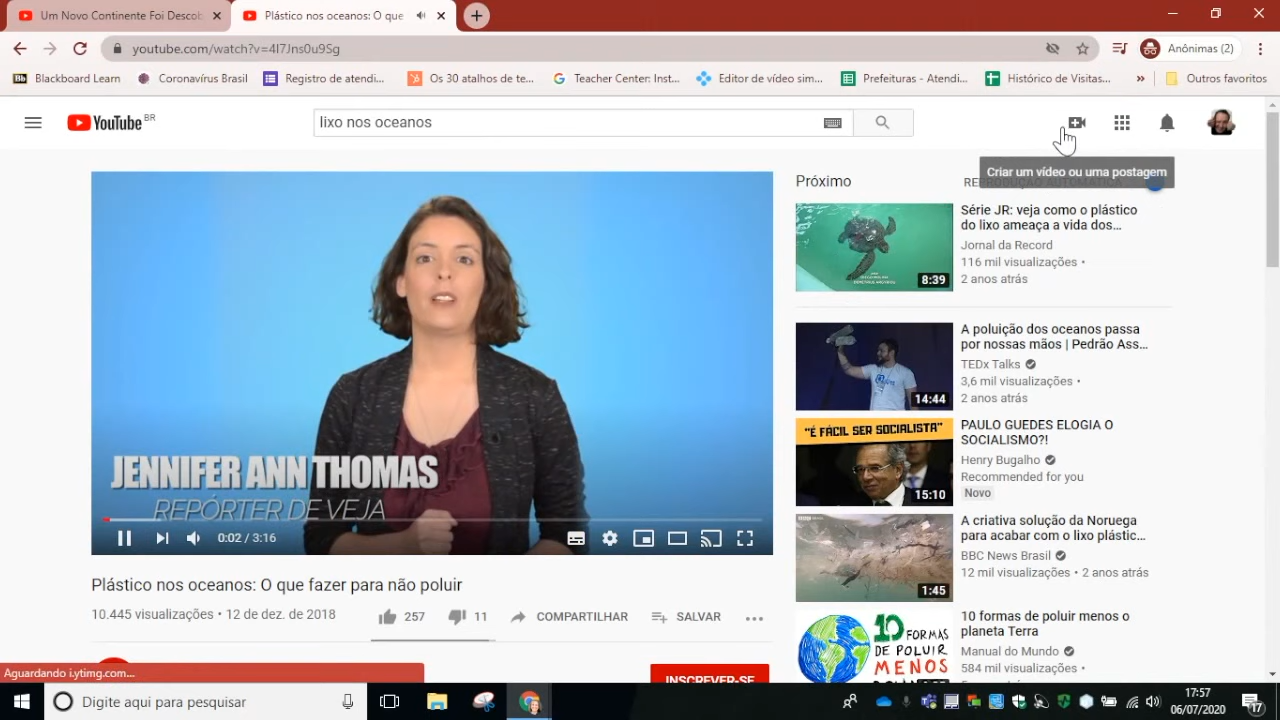 Um Novo Continente Foi Descob
Plástico nos oceanos: O que
youtube.com/watch?v=4I7Jns0u9Sg
Anônimas (2)
Blackboard Learn
Coronavírus Brasil
Registro de atendi...
Os 30 atalhos de te...
Teacher Center: Inst...
Editor de vídeo sim...
Prefeituras - Atendi...
Histórico de Visitas...
»
Outros favoritos
YouTube BR
lixo nos oceanos
Criar um vídeo ou uma postagem
Próximo
JENNIFER ANN THOMAS
REPÓRTER DE VEJA
0:02 / 3:16
Plástico nos oceanos: O que fazer para não poluir
10.445 visualizações • 12 de dez. de 2018
257
11
COMPARTILHAR
SALVAR
INSCREVER-SE
8:39
Série JR: veja como o plástico
do lixo ameaça a vida dos...
Jornal da Record
116 mil visualizações •
2 anos atrás
14:44
A poluição dos oceanos passa
por nossas mãos | Pedrão Ass...
TEDx Talks
3,6 mil visualizações •
2 anos atrás
"É FÁCIL SER SOCIALISTA"
15:10
PAULO GUEDES ELOGIA O
SOCIALISMO?!
Henry Bugalho
Recommended for you
Novo
BBC NEWS
1:45
A criativa solução da Noruega
para acabar com o lixo plástic...
BBC News Brasil
12 mil visualizações • 2 anos atrás
10 FORMAS
DE POLUIR
MENOS
10 formas de poluir menos o
planeta Terra
Manual do Mundo
584 mil visualizações •
Aguardando i.ytimg.com...
Digite aqui para pesquisar
17:57
06/07/2020
17